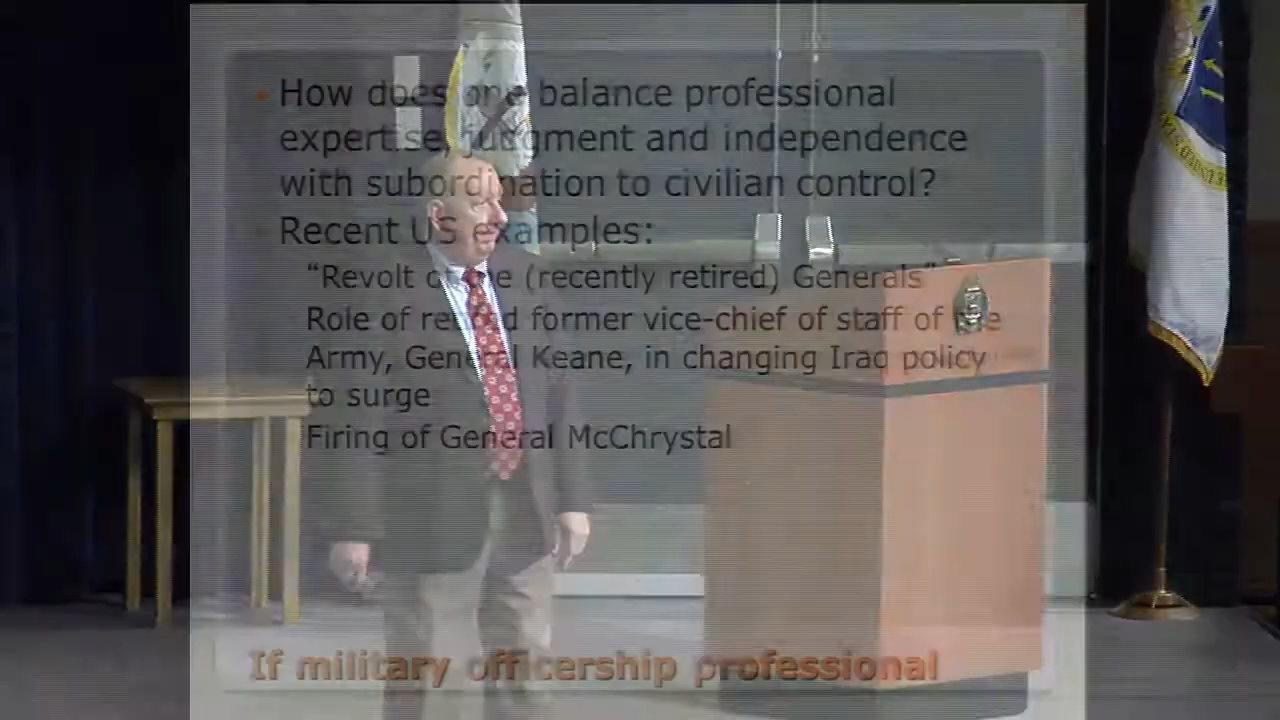 How does one balance professional
expertise, judgment and independence
with subordination to civilian control?
Recent US examples:
"Revolt of the (recently retired) Generals"
Role of retired former vice-chief of staff of the
Army, General Keane, in changing Iraq policy
to surge
Firing of General McChrystal
If military officership professional